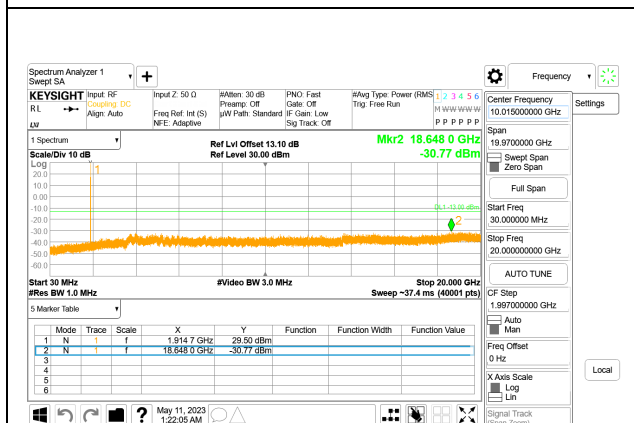 Spectrum Analyzer 1
Swept SA
KEYSIGHT
RL
LXI
Input: RF
Coupling: DC
Align: Auto
Input Z: 50 Ω
Freq Ref: Int (S)
NFE: Adaptive
#Atten: 30 dB
Preamp: Off
µW Path: Standard
PNO: Fast
Gate: Off
IF Gain: Low
Sig Track: Off
#Avg Type: Power (RMS
Trig: Free Run
1 2 3 4 5 6
M W W W W W
P P P P P P
1 Spectrum
Scale/Div 10 dB
Ref Lvl Offset 13.10 dB
Ref Level 30.00 dBm
Mkr2 18.648 0 GHz
-30.77 dBm
Log
20.0
10.0
0.00
-10.0
-20.0
-30.0
-40.0
-50.0
-60.0
1
DL1 -13.00 dBm
2
Start 30 MHz
#Res BW 1.0 MHz
#Video BW 3.0 MHz
Stop 20.000 GHz
Sweep ~37.4 ms (40001 pts)
5 Marker Table
Mode Trace Scale X Y Function Function Width Function Value
1 N 1 f 1.914 7 GHz 29.50 dBm
2 N 1 f 18.648 0 GHz -30.77 dBm
3
4
5
6
May 11, 2023
1:22:05 AM
Frequency
Settings
Center Frequency
10.015000000 GHz
Span
19.9700000 GHz
Swept Span
Zero Span
Full Span
Start Freq
30.000000 MHz
Stop Freq
20.000000000 GHz
AUTO TUNE
CF Step
1.997000000 GHz
Auto
Man
Freq Offset
0 Hz
X Axis Scale
Log
Lin
Signal Track
(Span Zoom)
Local